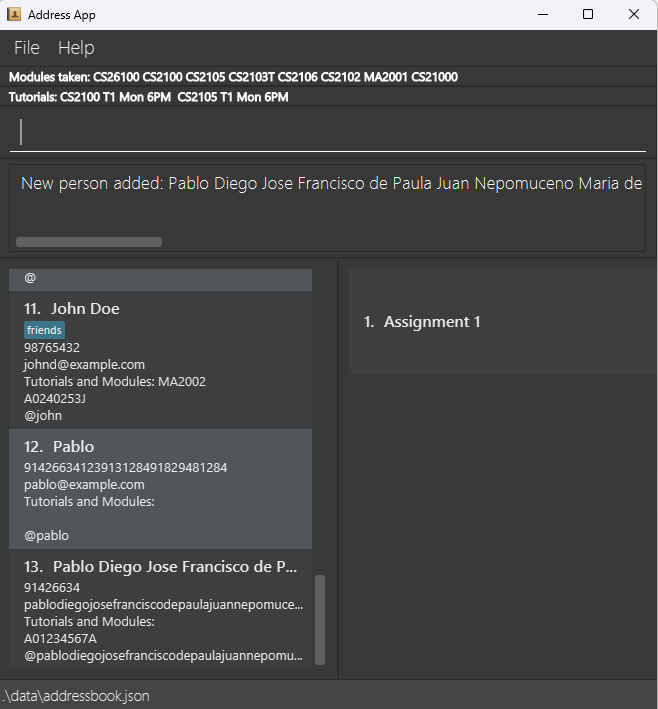 Address App
File Help
Modules taken: CS26100 CS2100 CS2105 CS2103T CS2106 CS2102 MA2001 CS21000
Tutorials: CS2100 T1 Mon 6PM CS2105 T1 Mon 6PM
New person added: Pablo Diego Jose Francisco de Paula Juan Nepomuceno Maria de
@
11. John Doe
friends
98765432
johnd@example.com
Tutorials and Modules: MA2002
A0240253J
@john
12. Pablo
91426634123913128491829481284
pablo@example.com
Tutorials and Modules:
@pablo
13. Pablo Diego Jose Francisco de P...
91426634
pablodiegojosefranciscodepaulajuannepomuce...
Tutorials and Modules:
A01234567A
@pablodiegojosefranciscodepaulajuannepomu...
1. Assignment 1
.\data\addressbook.json